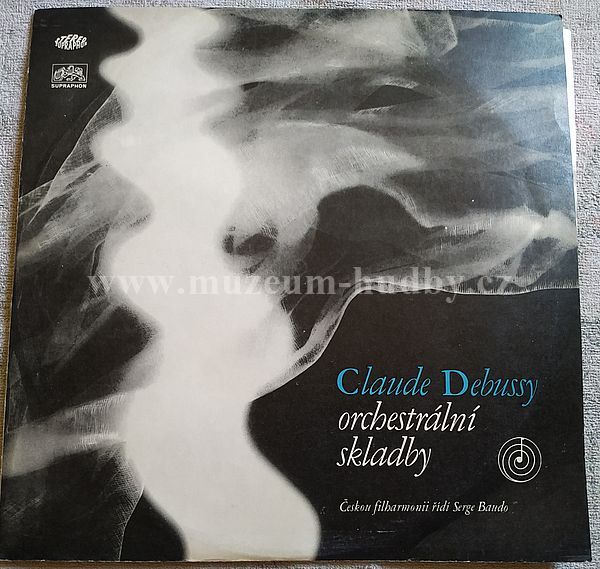 STEREO
SUPRAPHON
SUPRAPHON
www.muzeum-hudby.cz
Claude Debussy
orchestrální
skladby
Českou filharmonii řídí Serge Baudo